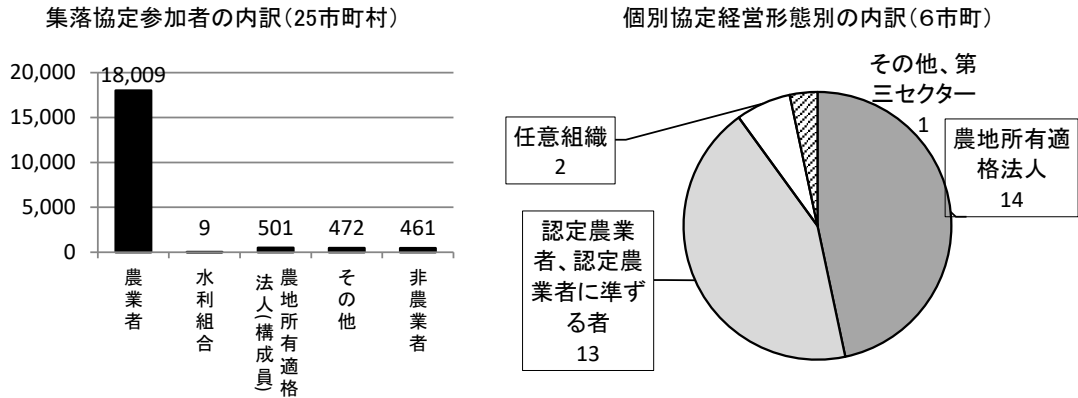 集落協定参加者の内訳（25市町村）
20,000
15,000
10,000
5,000
0
18,009
9
501
472
461
農業者
水利組合
農地所有適格
法人（構成員）
その他
非農業者
個別協定経営形態別の内訳（６市町）
その他、第
三セクター
1
農地所有適
格法人
14
任意組織
2
認定農業
者、認定農
業者に準ず
る者
13